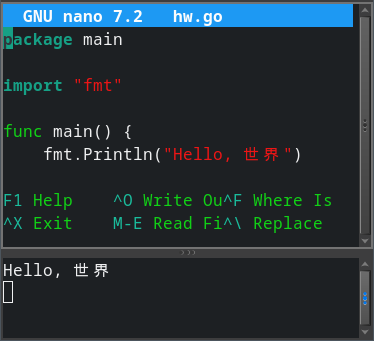 GNU nano 7.2   hw.go
package main
import "fmt"
func main() {
    fmt.Println("Hello, 世界")
F1 Help    ^O Write Ou^F Where Is
^X Exit    M-E Read Fi^\ Replace
Hello, 世界